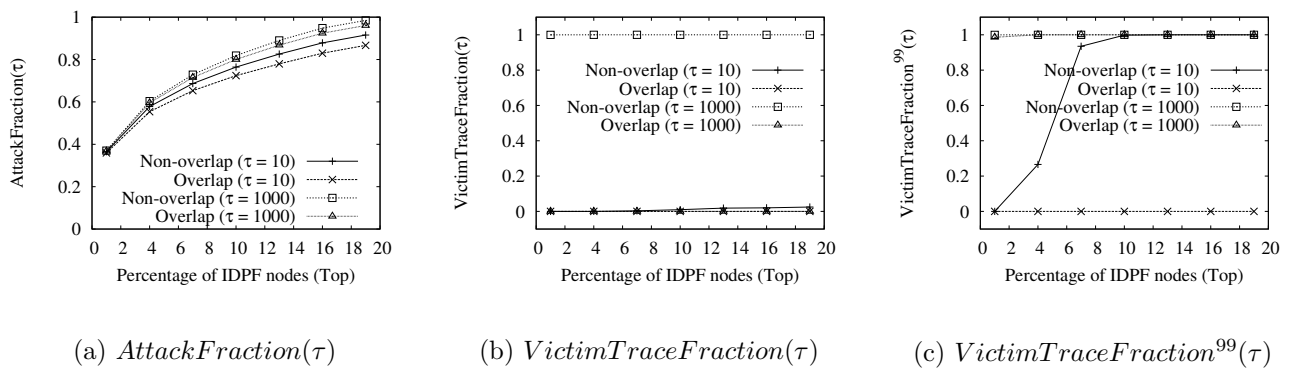 AttackFraction(τ)
1
0.8
0.6
0.4
0.2
0
Non-overlap (τ = 10)
Overlap (τ = 10)
Non-overlap (τ = 1000)
Overlap (τ = 1000)
0 2 4 6 8 10 12 14 16 18 20
Percentage of IDPF nodes (Top)
(a) AttackFraction(τ)
VictimTraceFraction(τ)
1
0.8
0.6
0.4
0.2
0
Non-overlap (τ = 10)
Overlap (τ = 10)
Non-overlap (τ = 1000)
Overlap (τ = 1000)
0 2 4 6 8 10 12 14 16 18 20
Percentage of IDPF nodes (Top)
(b) VictimTraceFraction(τ)
VictimTraceFraction⁹⁹(τ)
1
0.8
0.6
0.4
0.2
0
Non-overlap (τ = 10)
Overlap (τ = 10)
Non-overlap (τ = 1000)
Overlap (τ = 1000)
0 2 4 6 8 10 12 14 16 18 20
Percentage of IDPF nodes (Top)
(c) VictimTraceFraction⁹⁹(τ)